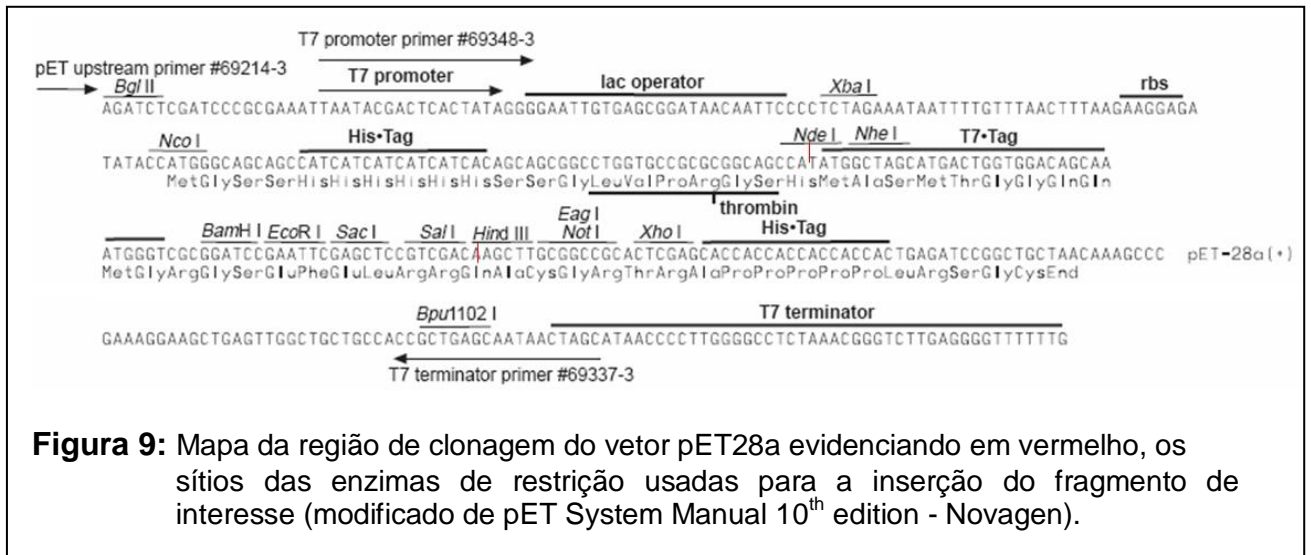 T7 promoter primer #69348-3
pET upstream primer #69214-3
Bgl II T7 promoter lac operator Xba I rbs
AGATCTCGATCCCGCGAAATTAATACGACTCACTATAGGGGAATTGTGAGCGGATAACAATTCCCCTCTAGAAATAATTTTGTTTAACTTTAAGAAGGAGA
Nco I His•Tag Nde I Nhe I T7•Tag
TATACCATGGGCAGCAGCCATCATCATCATCATCACAGCAGCGGCCTGGTGCCGCGCGGCAGCCATATGGCTAGCATGACTGGTGGACAGCAA
MetGlySerSerHisHisHisHisHisHisSerSerGlyLeuValProArgGlySerHisMetAlaSerMetThrGlyGlyGlnGln
thrombin
BamH I EcoR I Sac I Sal I Hind III Eag I Not I Xho I His•Tag
ATGGGTCGCGGATCCGAATTCGAGCTCCGTCGACAAGCTTGCGGCCGCACTCGAGCACCACCACCACCACCACTGAGATCCGGCTGCTAACAAAGCCC pET-28a(+)
MetGlyArgGlySerGluPheGluLeuArgArgGlnAlaCysGlyArgThrArgAlaProProProProProProLeuArgSerGlyCysEnd
Bpu1102 I T7 terminator
GAAAGGAAGCTGAGTTGGCTGCTGCCACCGCTGAGCAATAACTAGCATAACCCCTTGGGGCCTCTAAACGGGTCTTGAGGGGTTTTTTG
T7 terminator primer #69337-3
Figura 9: Mapa da região de clonagem do vetor pET28a evidenciando em vermelho, os
sítios das enzimas de restrição usadas para a inserção do fragmento de
interesse (modificado de pET System Manual 10th edition - Novagen).